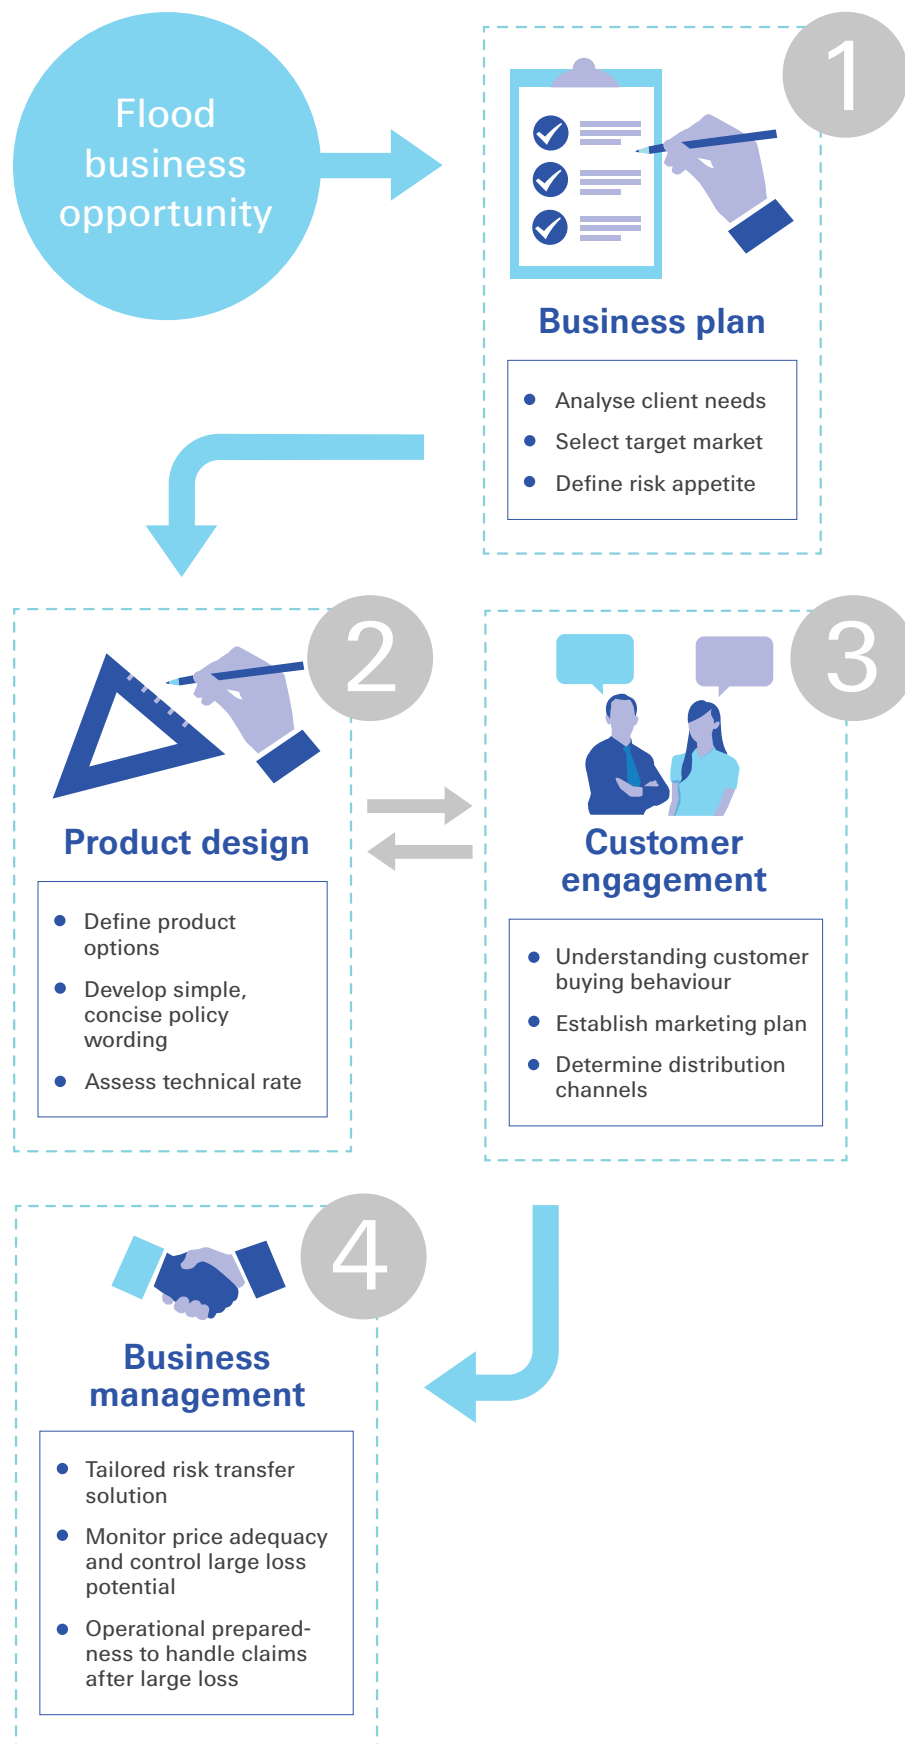 Flood
business
opportunity
1
Business plan
Analyse client needs
Select target market
Define risk appetite
2
Product design
Define product
options
Develop simple,
concise policy
wording
Assess technical rate
3
Customer
engagement
Understanding customer
buying behaviour
Establish marketing plan
Determine distribution
channels
4
Business
management
Tailored risk transfer
solution
Monitor price adequacy
and control large loss
potential
Operational prepared-
ness to handle claims
after large loss